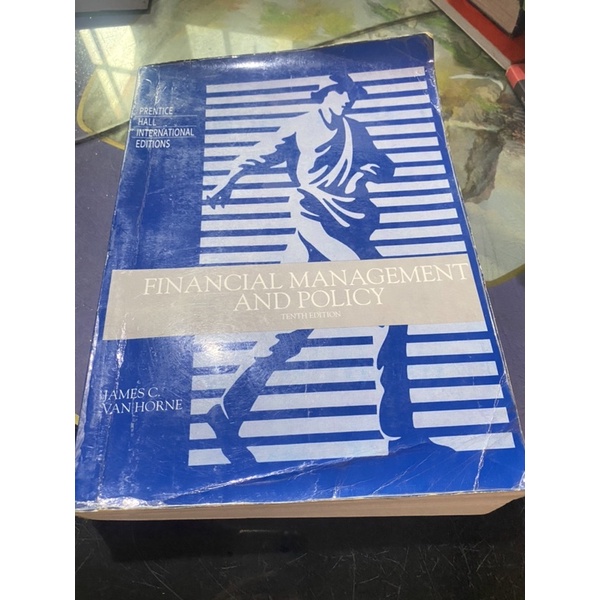 PRENTICE
HALL
INTERNATIONAL
EDITIONS
FINANCIAL MANAGEMENT
AND POLICY
TENTH EDITION
JAMES C.
VAN HORNE